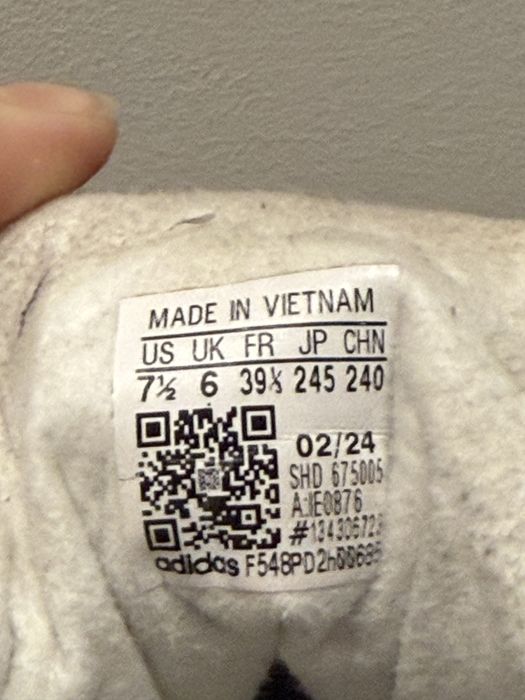 MADE IN VIETNAM
US UK FR JP CHN
7½ 6 39⅓ 245 240
02/24
SHD 675005
A:IE0876
adidas